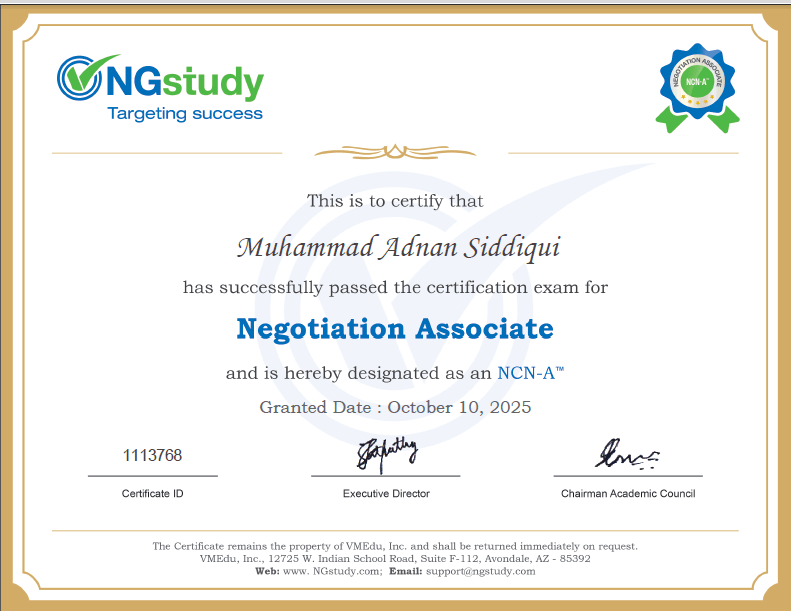 NGstudy
Targeting success
NEGOTIATION ASSOCIATE
NCN-A™
This is to certify that
Muhammad Adnan Siddiqui
has successfully passed the certification exam for
Negotiation Associate
and is hereby designated as an NCN-A™
Granted Date : October 10, 2025
1113768
Certificate ID
Executive Director
Chairman Academic Council
The Certificate remains the property of VMEdu, Inc. and shall be returned immediately on request.
VMEdu, Inc., 12725 W. Indian School Road, Suite F-112, Avondale, AZ - 85392
Web: www. NGstudy.com; Email: support@ngstudy.com